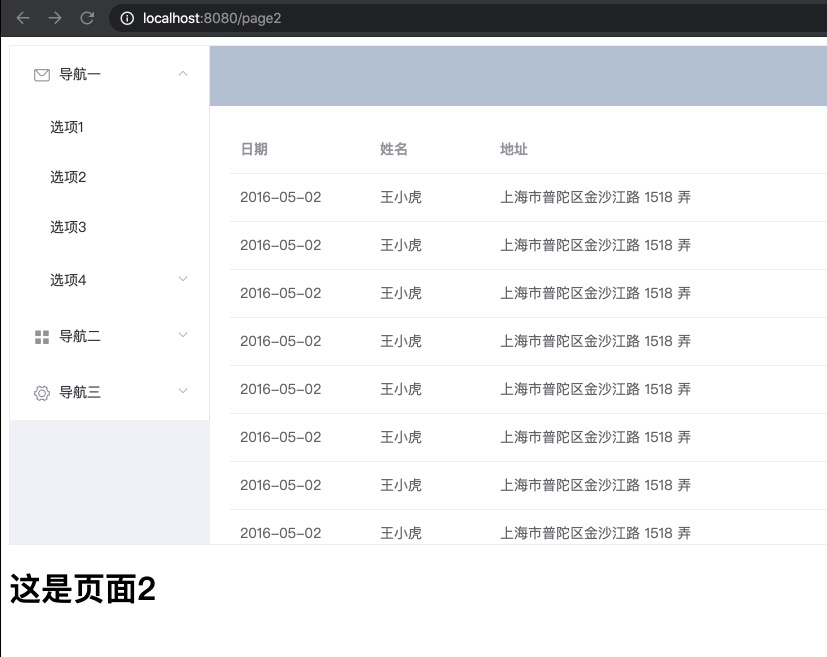 localhost:8080/page2
导航一
选项1
选项2
选项3
选项4
导航二
导航三
日期 姓名 地址
2016-05-02 王小虎 上海市普陀区金沙江路 1518 弄
2016-05-02 王小虎 上海市普陀区金沙江路 1518 弄
2016-05-02 王小虎 上海市普陀区金沙江路 1518 弄
2016-05-02 王小虎 上海市普陀区金沙江路 1518 弄
2016-05-02 王小虎 上海市普陀区金沙江路 1518 弄
2016-05-02 王小虎 上海市普陀区金沙江路 1518 弄
2016-05-02 王小虎 上海市普陀区金沙江路 1518 弄
2016-05-02 王小虎 上海市普陀区金沙江路 1518 弄
这是页面2